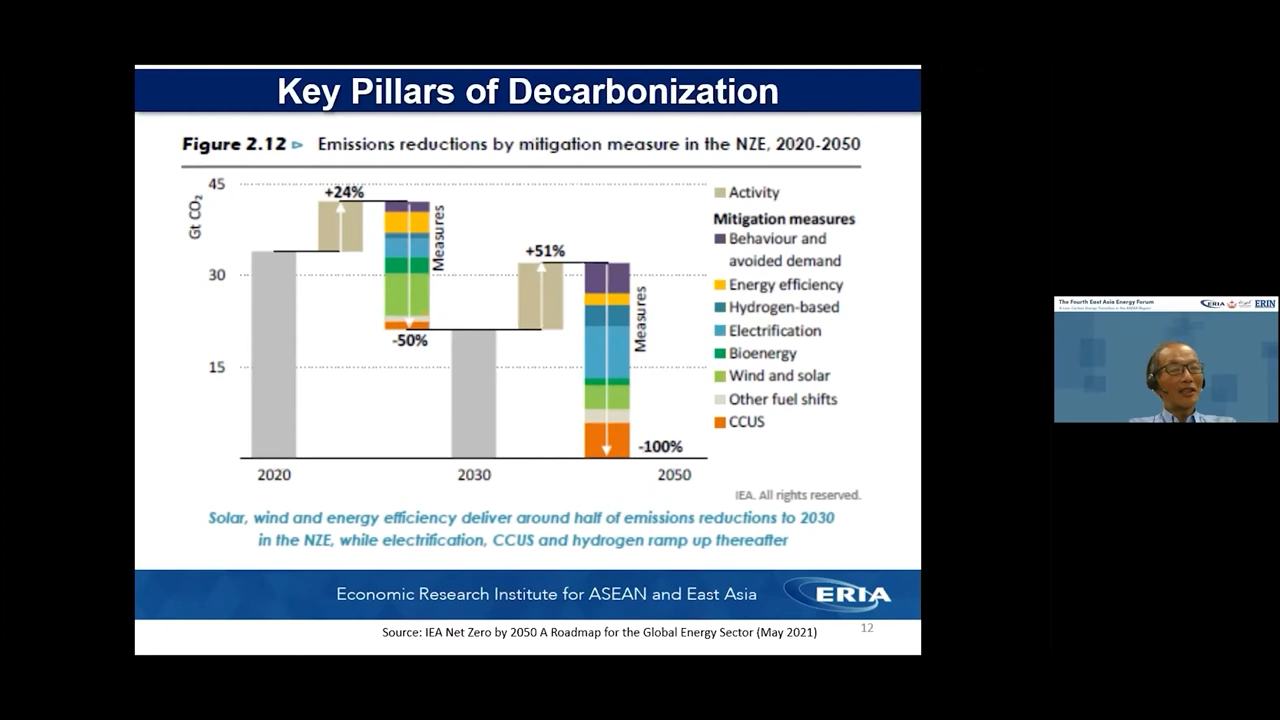 Key Pillars of Decarbonization
Figure 2.12 ▷ Emissions reductions by mitigation measure in the NZE, 2020-2050
Gt CO₂
45
30
15
+24%
Measures
-50%
+51%
Measures
-100%
2020
2030
2050
Activity
Mitigation measures
Behaviour and
avoided demand
Energy efficiency
Hydrogen-based
Electrification
Bioenergy
Wind and solar
Other fuel shifts
CCUS
IEA. All rights reserved.
Solar, wind and energy efficiency deliver around half of emissions reductions to 2030
in the NZE, while electrification, CCUS and hydrogen ramp up thereafter
Economic Research Institute for ASEAN and East Asia
ERIA
Source: IEA Net Zero by 2050 A Roadmap for the Global Energy Sector (May 2021)
12
The Fourth East Asia Energy Forum
ERIA
ERIN